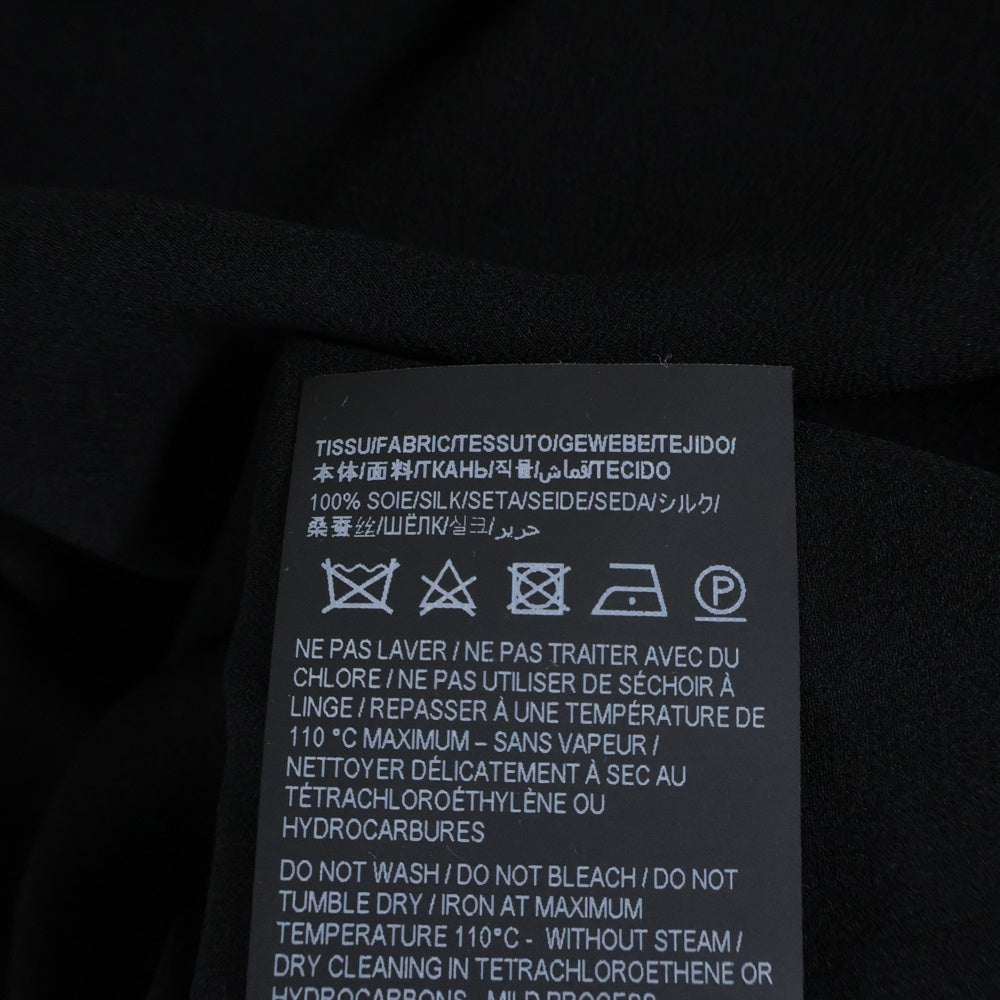 TISSU/FABRIC/TESSUTO/GEWEBE/TEJIDO/
本体/面料/ТКАНЬ/직물/قماش/TECIDO
100% SOIE/SILK/SETA/SEIDE/SEDA/シルク/
桑蚕丝/ШЁЛК/실크/حرير
P
NE PAS LAVER / NE PAS TRAITER AVEC DU
CHLORE / NE PAS UTILISER DE SÉCHOIR À
LINGE / REPASSER À UNE TEMPÉRATURE DE
110 °C MAXIMUM – SANS VAPEUR /
NETTOYER DÉLICATEMENT À SEC AU
TÉTRACHLOROÉTHYLÈNE OU
HYDROCARBURES
DO NOT WASH / DO NOT BLEACH / DO NOT
TUMBLE DRY / IRON AT MAXIMUM
TEMPERATURE 110°C - WITHOUT STEAM /
DRY CLEANING IN TETRACHLOROETHENE OR
HYDROCARBONS - MILD PROCESS